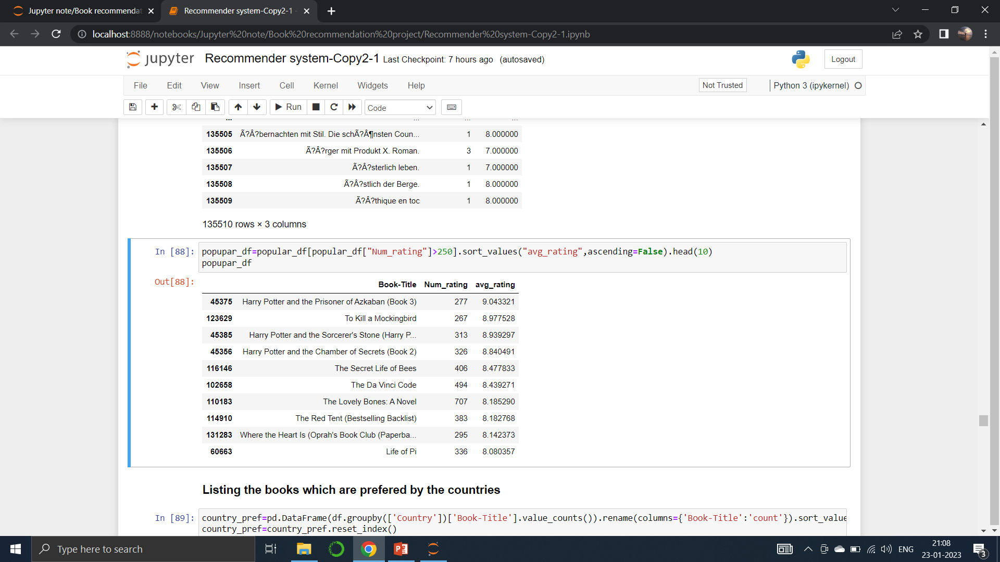 Jupyter note/Book recommendat
Recommender system-Copy2-1 -
localhost:8888/notebooks/Jupyter%20note/Book%20recommendation%20project/Recommender%20system-Copy2-1.ipynb
jupyter Recommender system-Copy2-1 Last Checkpoint: 7 hours ago (autosaved)
Logout
File Edit View Insert Cell Kernel Widgets Help
Not Trusted
Python 3 (ipykernel)
Run
Code
... ... ... ...
135505 Ã?Â?bernachten mit Stil. Die schÃ?Â¶nsten Coun... 1 8.000000
135506 Ã?Â?rger mit Produkt X. Roman. 3 7.000000
135507 Ã?Â?sterlich leben. 1 7.000000
135508 Ã?Â?stlich der Berge. 1 8.000000
135509 Ã?Â?thique en toc 1 8.000000
135510 rows × 3 columns
In [88]: popupar_df=popular_df[popular_df["Num_rating"]>250].sort_values("avg_rating",ascending=False).head(10)
popupar_df
Out[88]:
Book-Title Num_rating avg_rating
45375 Harry Potter and the Prisoner of Azkaban (Book 3) 277 9.043321
123629 To Kill a Mockingbird 267 8.977528
45385 Harry Potter and the Sorcerer's Stone (Harry P... 313 8.939297
45356 Harry Potter and the Chamber of Secrets (Book 2) 326 8.840491
116146 The Secret Life of Bees 406 8.477833
102658 The Da Vinci Code 494 8.439271
110183 The Lovely Bones: A Novel 707 8.185290
114910 The Red Tent (Bestselling Backlist) 383 8.182768
131283 Where the Heart Is (Oprah's Book Club (Paperba... 295 8.142373
60663 Life of Pi 336 8.080357
Listing the books which are prefered by the countries
In [89]: country_pref=pd.DataFrame(df.groupby(['Country'])['Book-Title'].value_counts()).rename(columns={'Book-Title':'count'}).sort_value
country_pref=country_pref.reset_index()
Type here to search
ENG
21:08
23-01-2023
3